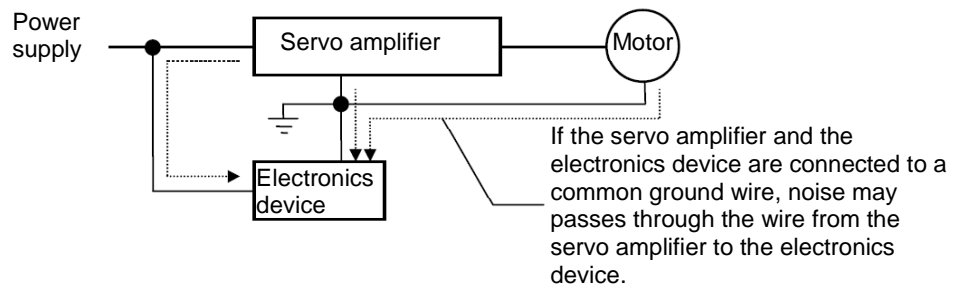 Power
supply
Servo amplifier
Motor
Electronics
device
If the servo amplifier and the
electronics device are connected to a
common ground wire, noise may
passes through the wire from the
servo amplifier to the electronics
device.